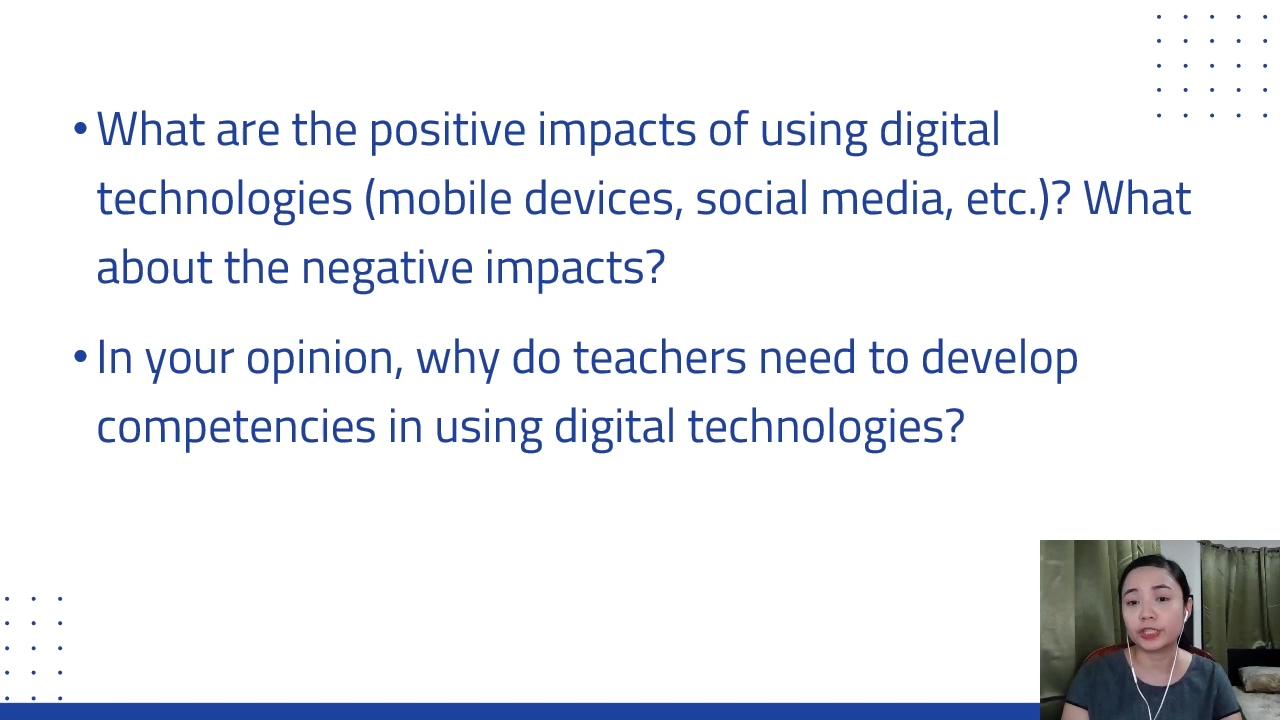 • What are the positive impacts of using digital
technologies (mobile devices, social media, etc.)? What
about the negative impacts?
• In your opinion, why do teachers need to develop
competencies in using digital technologies?